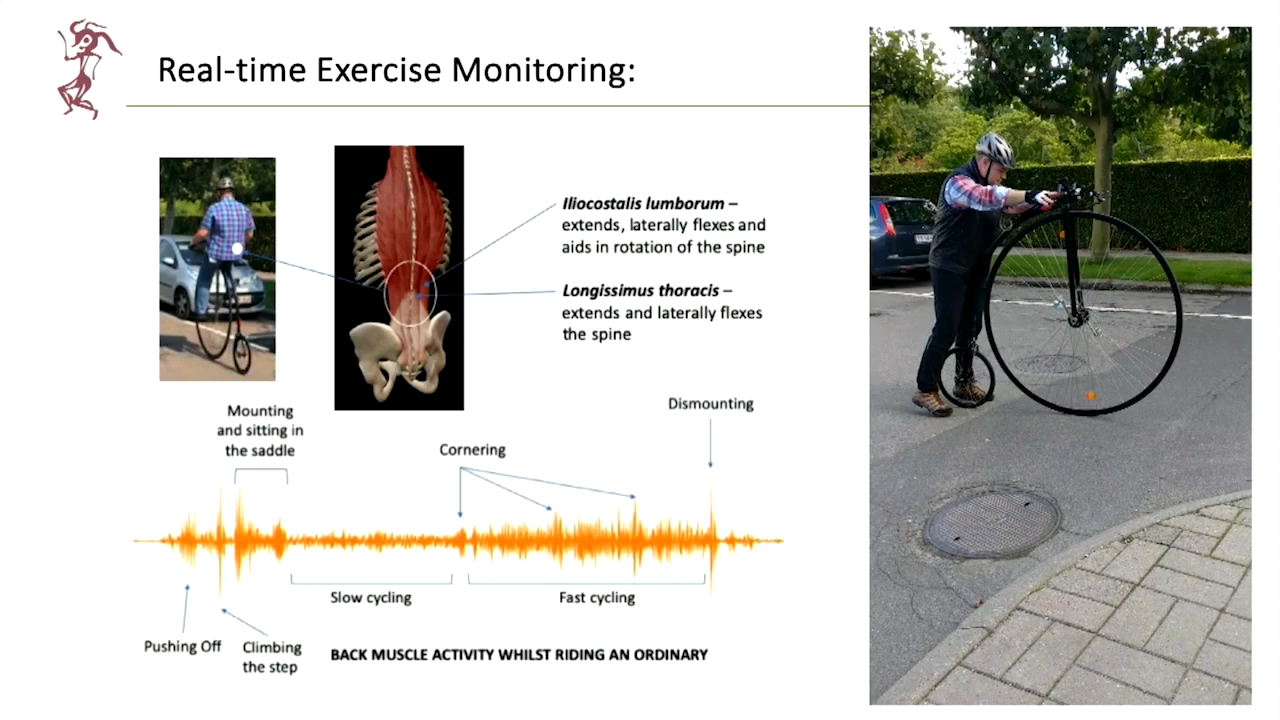 Real-time Exercise Monitoring:
Iliocostalis lumborum –
extends, laterally flexes and
aids in rotation of the spine
Longissimus thoracis –
extends and laterally flexes
the spine
Mounting
and sitting in
the saddle
Cornering
Dismounting
Slow cycling
Fast cycling
Pushing Off
Climbing
the step
BACK MUSCLE ACTIVITY WHILST RIDING AN ORDINARY